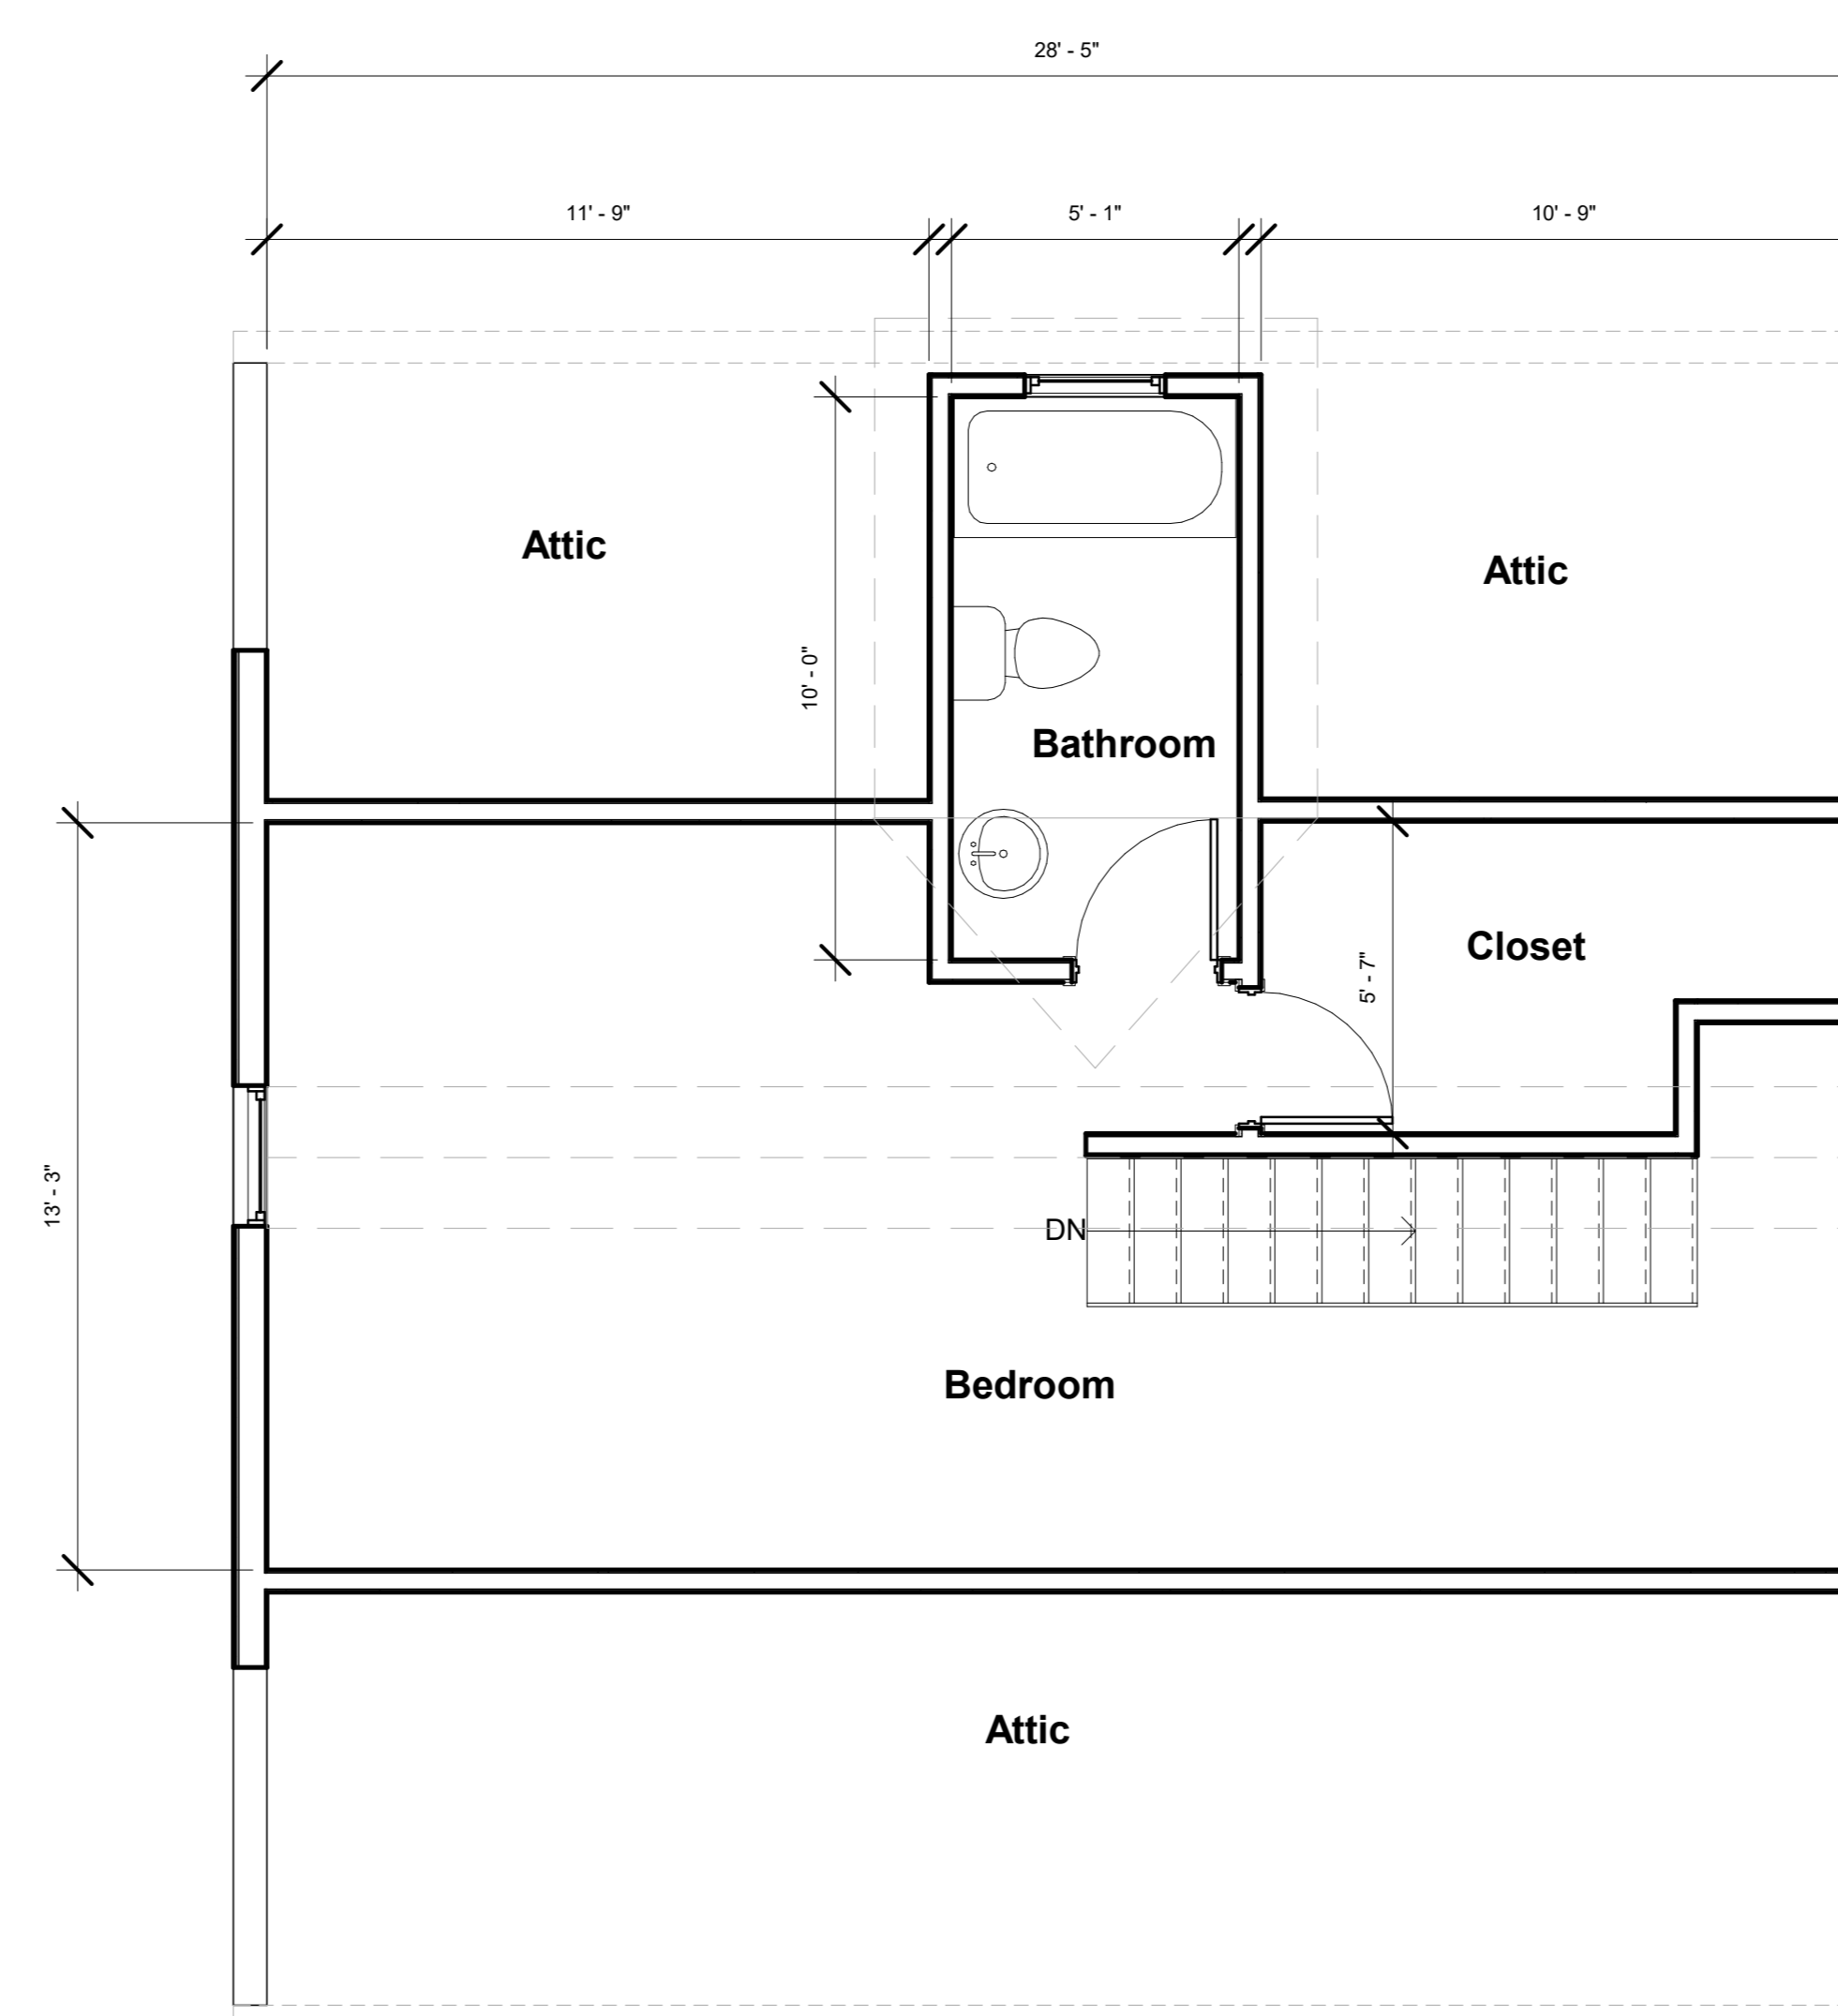 28' - 5"
11' - 9"
5' - 1"
10' - 9"
Attic
Attic
10' - 0"
Bathroom
Closet
5' - 7"
13' - 3"
DN
Bedroom
Attic